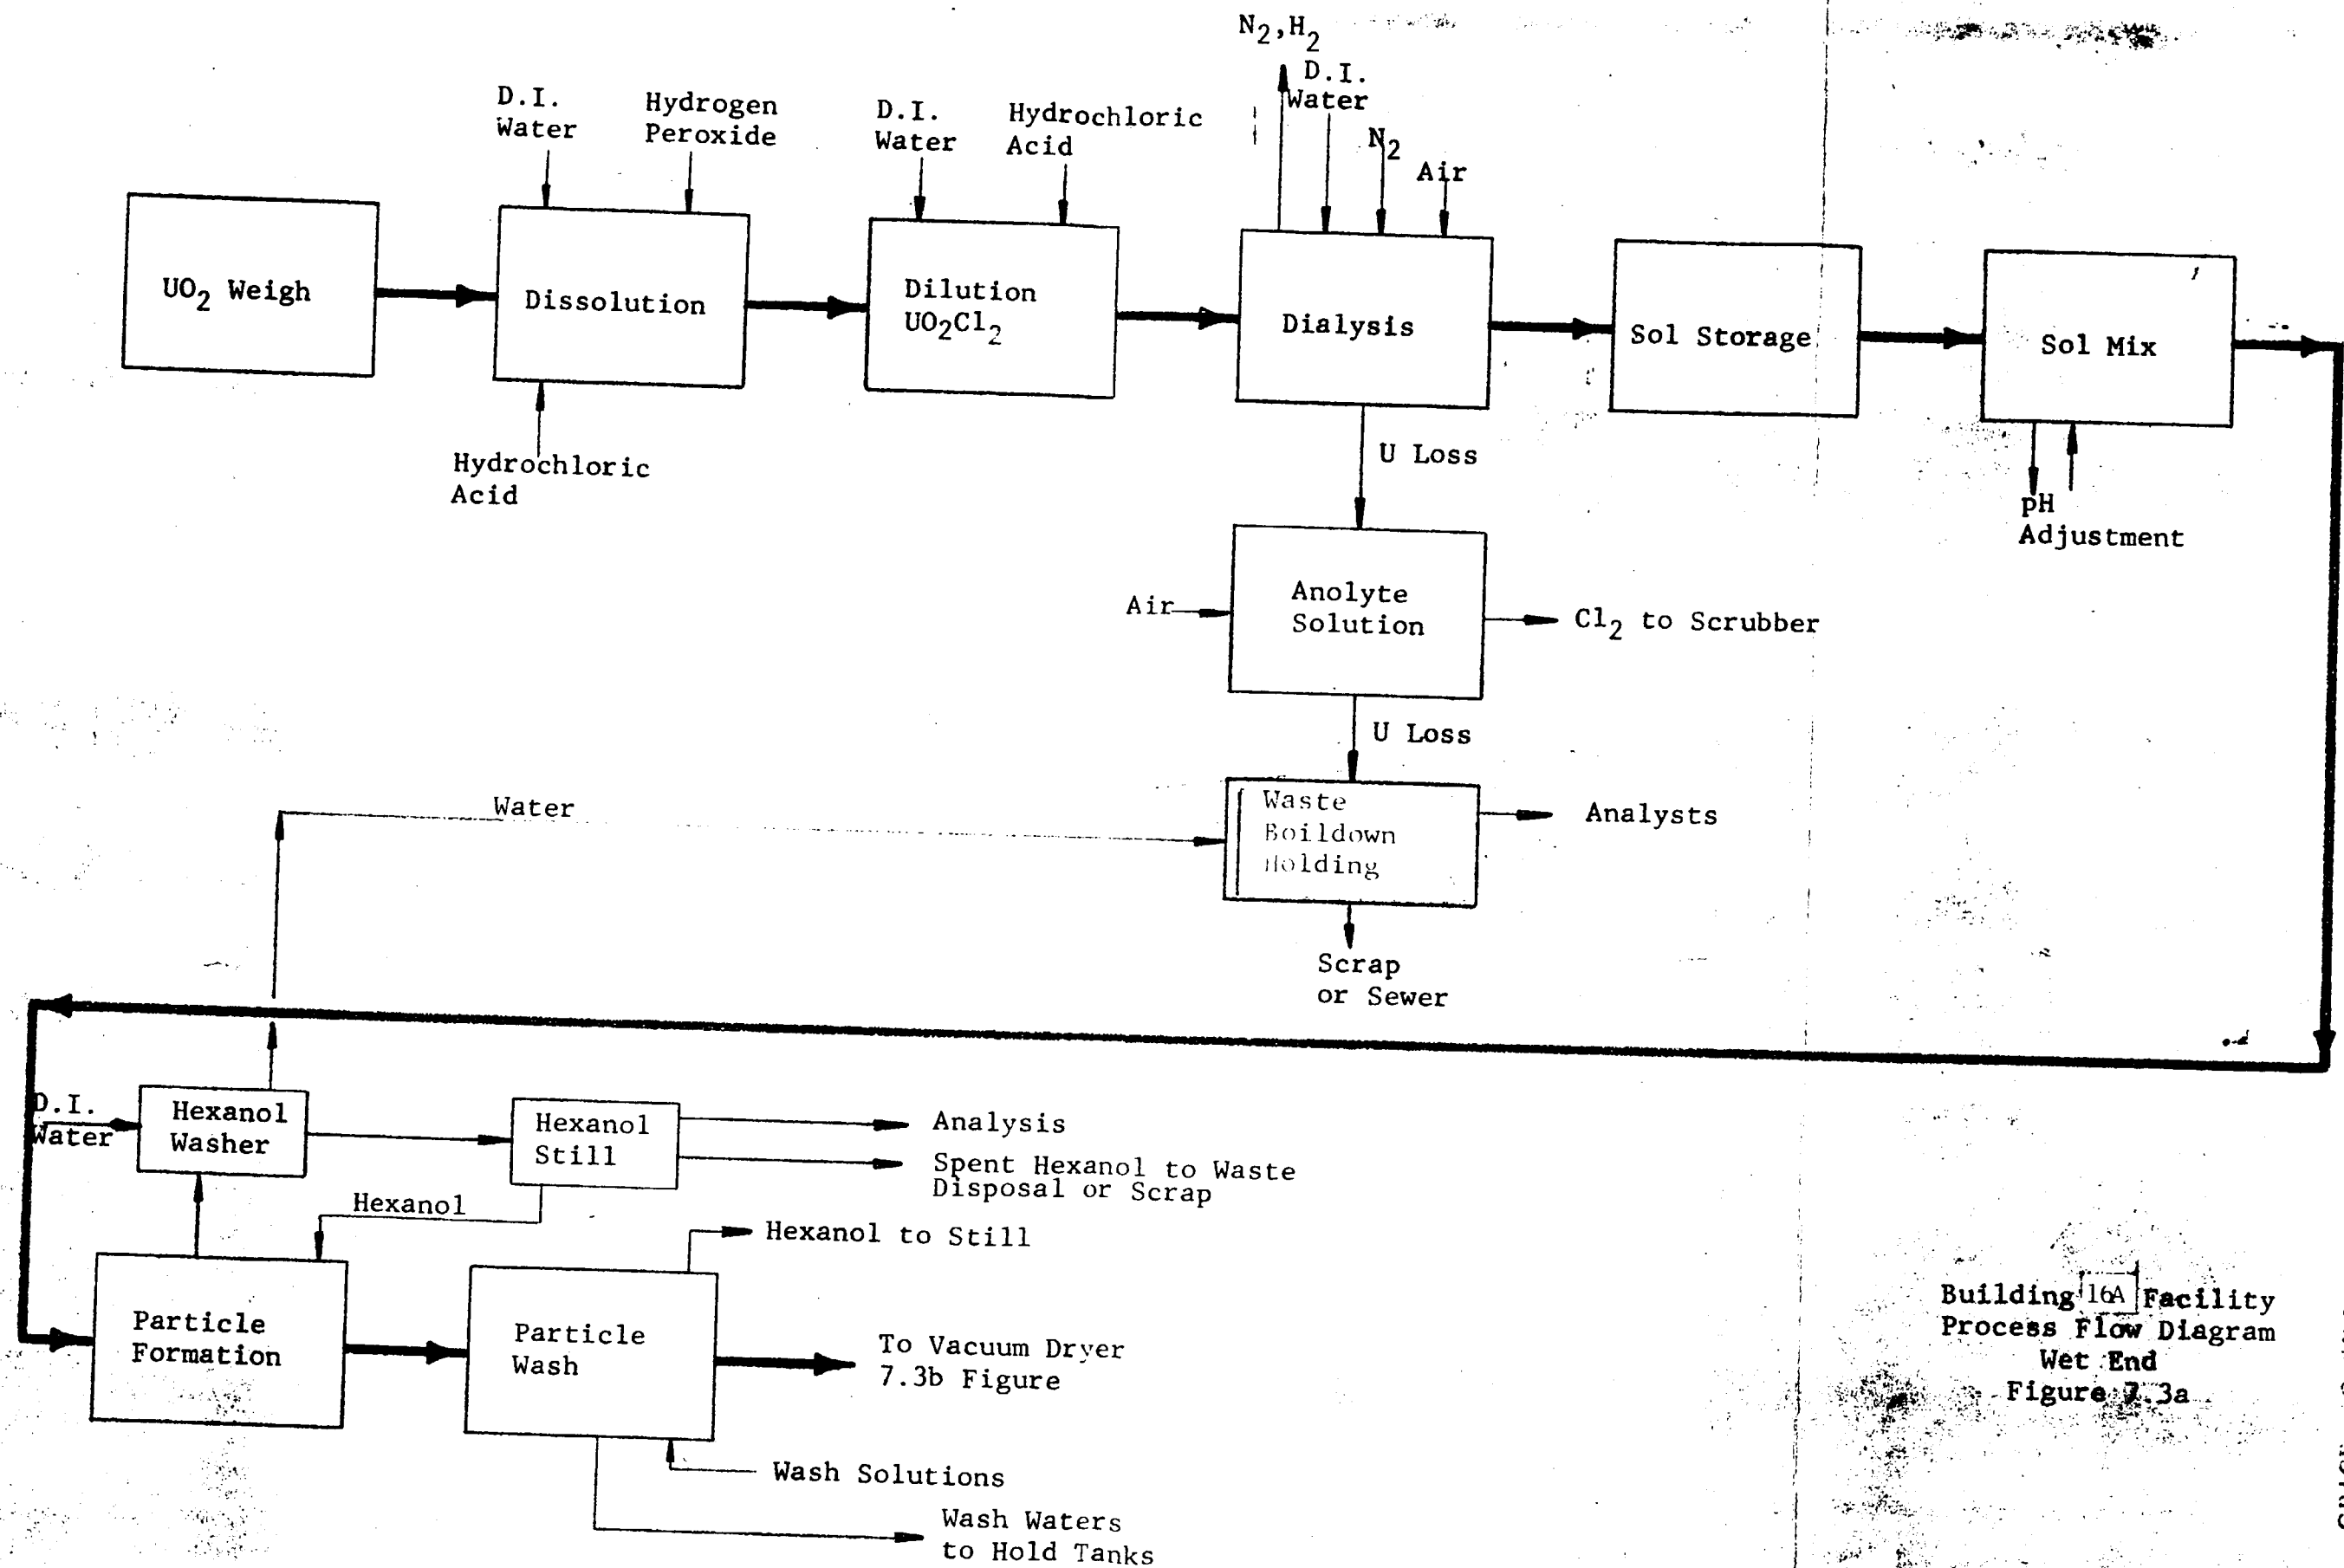 N2,H2
D.I.
Water
N2
Air
D.I.
Water
Hydrogen
Peroxide
D.I.
Water
Hydrochloric
Acid
UO2 Weigh
Dissolution
Dilution
UO2Cl2
Dialysis
Sol Storage
Sol Mix
Hydrochloric
Acid
U Loss
pH
Adjustment
Air
Anolyte
Solution
Cl2 to Scrubber
U Loss
Water
Waste
Boildown
Holding
Analysts
Scrap
or Sewer
D.I.
Water
Hexanol
Washer
Hexanol
Still
Analysis
Spent Hexanol to Waste
Disposal or Scrap
Hexanol
Hexanol to Still
Particle
Formation
Particle
Wash
To Vacuum Dryer
7.3b Figure
Wash Solutions
Wash Waters
to Hold Tanks
Building 16A Facility
Process Flow Diagram
Wet End
Figure 7.3a